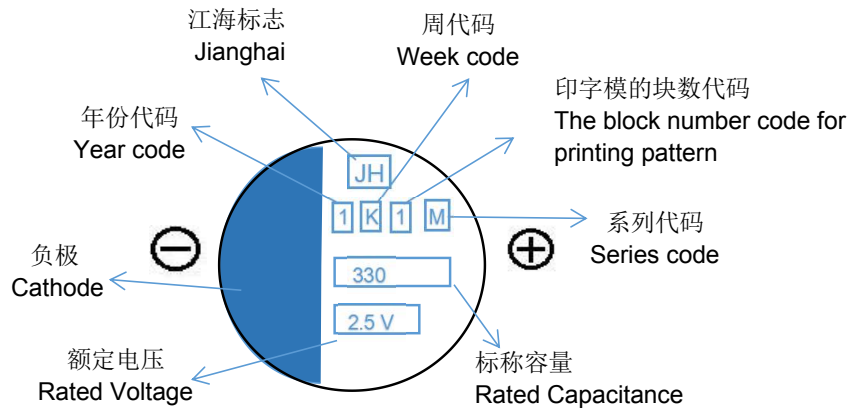 江海标志
Jianghai
周代码
Week code
印字模的块数代码
The block number code for
printing pattern
年份代码
Year code
JH
1 K 1 M
系列代码
Series code
负极
Cathode
330
2.5 V
额定电压
Rated Voltage
标称容量
Rated Capacitance